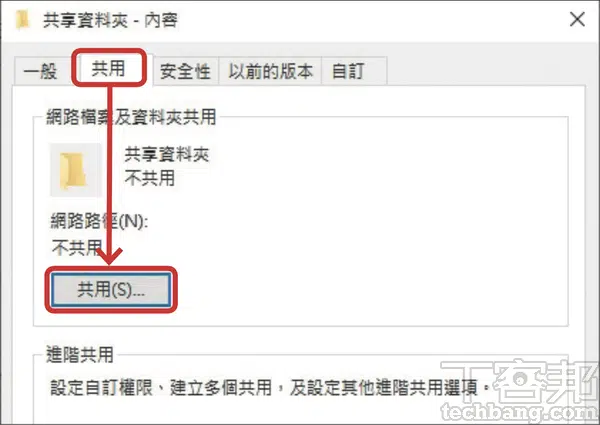 共享資料夾 - 內容
一般 共用 安全性 以前的版本 自訂
網路檔案及資料夾共用
共享資料夾
不共用
網路路徑(N):
不共用
共用(S)...
進階共用
設定自訂權限、建立多個共用，及設定其他進階共用選項。
T客邦
techbang.com